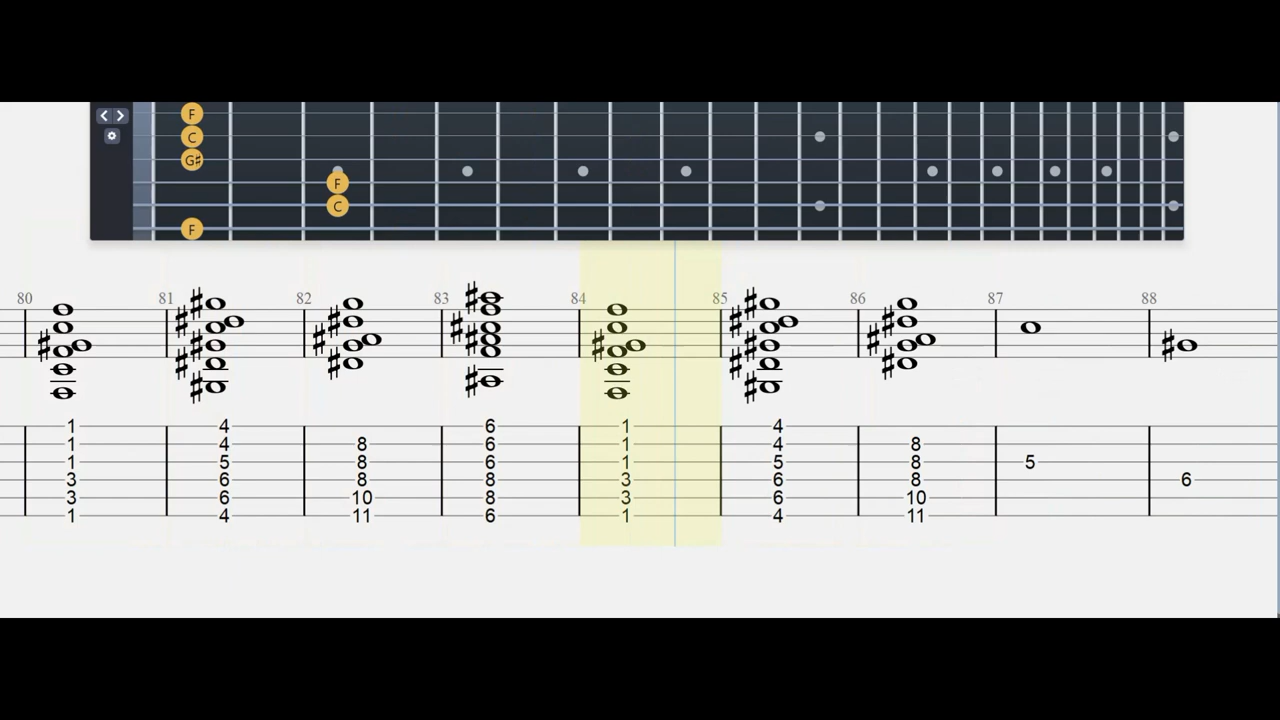 F
C
G♯
F
C
F
80 81 82 83 84 85 86 87 88
1 4 6 1 4
1 4 8 6 1 4 8
1 5 8 6 1 5 8 5
3 6 8 8 3 6 8 6
3 6 10 8 3 6 10
1 4 11 6 1 4 11